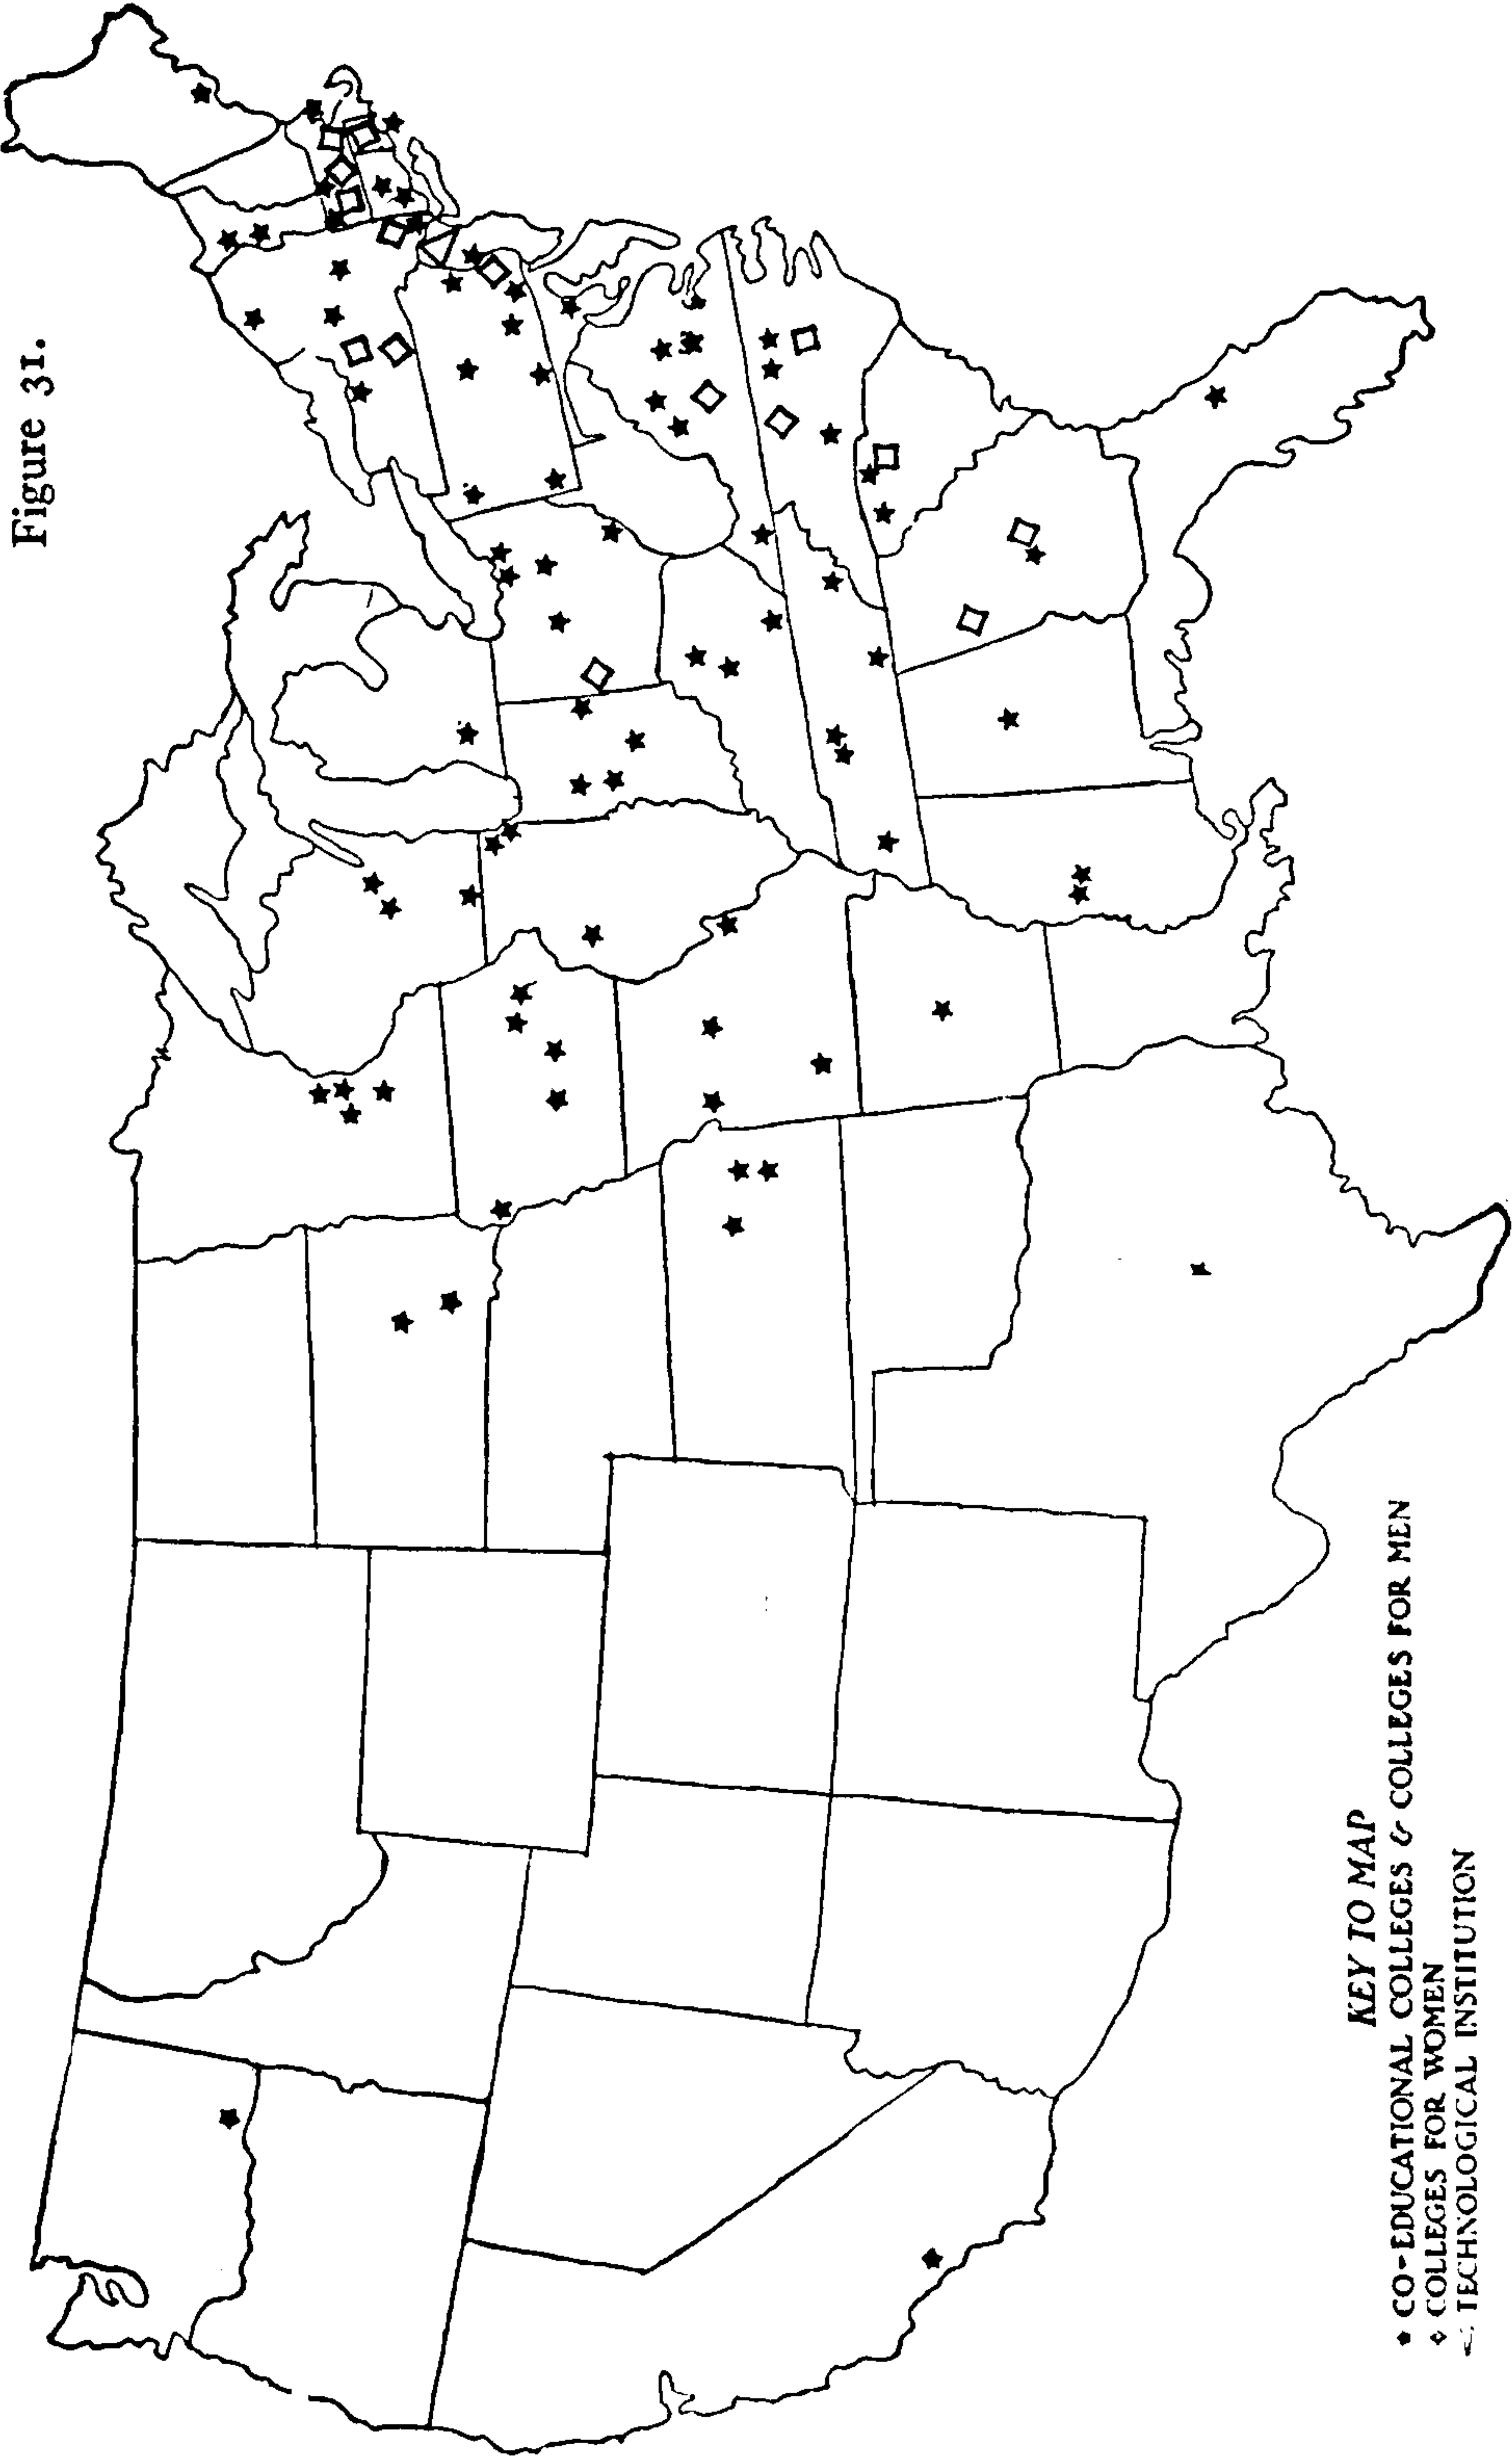 Figure 31.
KEY TO MAP
CO-EDUCATIONAL COLLEGES & COLLEGES FOR MEN
COLLEGES FOR WOMEN
TECHNOLOGICAL INSTITUTION